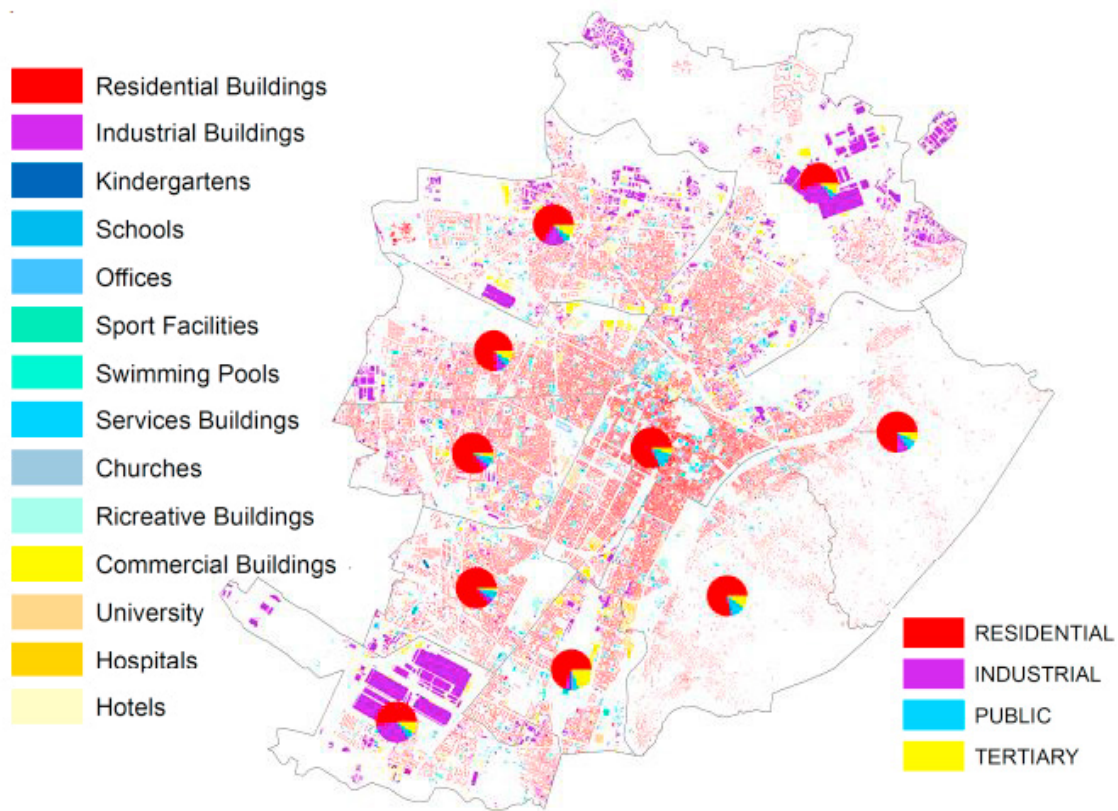 Residential Buildings
Industrial Buildings
Kindergartens
Schools
Offices
Sport Facilities
Swimming Pools
Services Buildings
Churches
Ricreative Buildings
Commercial Buildings
University
Hospitals
Hotels
RESIDENTIAL
INDUSTRIAL
PUBLIC
TERTIARY